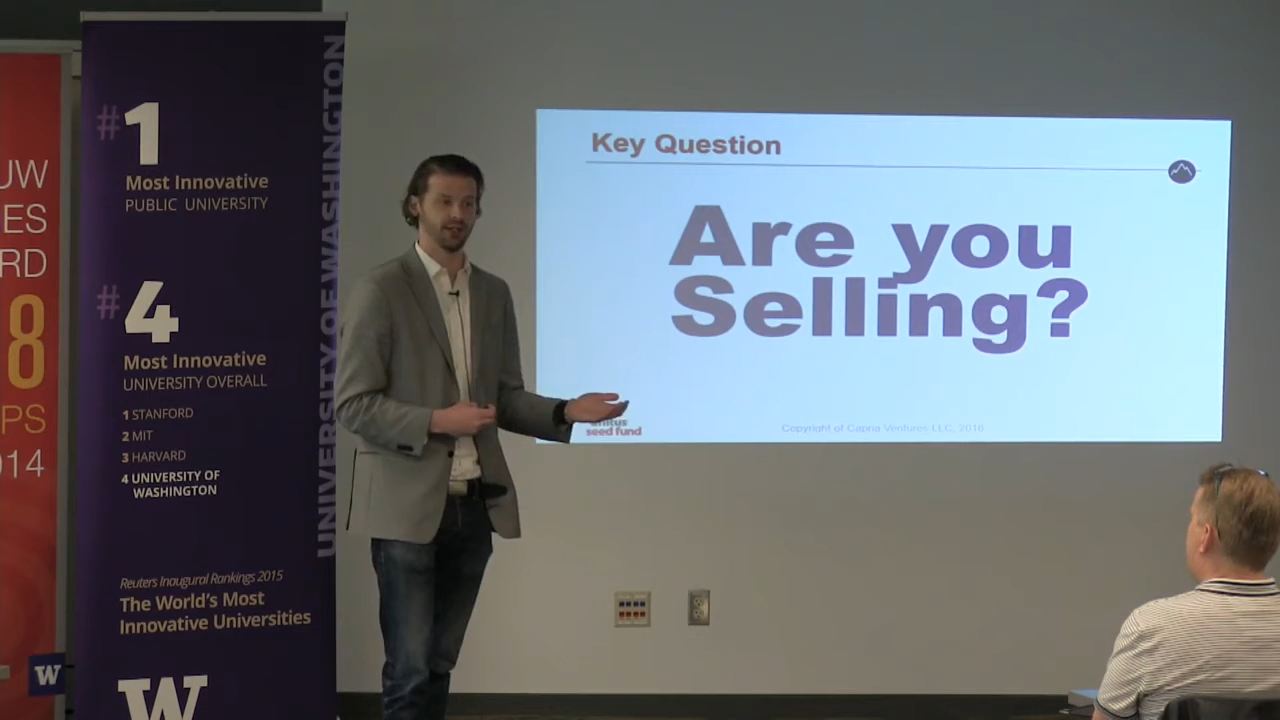 UW
ES
RD
8
PS
014
W
#1
Most Innovative
PUBLIC UNIVERSITY
#4
Most Innovative
UNIVERSITY OVERALL
1 STANFORD
2 MIT
3 HARVARD
4 UNIVERSITY OF
WASHINGTON
Reuters Inaugural Rankings 2015
The World's Most
Innovative Universities
W
UNIVERSITY OF WASHINGTON
Key Question
Are you
Selling?
unitus
seed fund
Copyright of Capria Ventures LLC, 2016